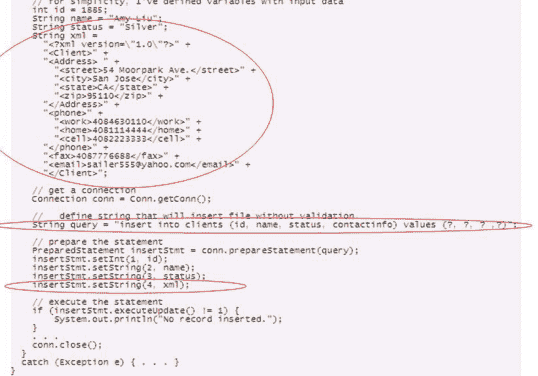 // for simplicity, I've defined variables with input data
int id = 1885;
String name = "Amy Liu";
String status = "Silver";
String xml =
"<?xml version=\"1.0\"?>" +
"<Client>" +
"<Address> " +
"<street>54 Moorpark Ave.</street>" +
"<city>San Jose</city>" +
"<state>CA</state>" +
"<zip>95110</zip>" +
"</Address>" +
"<phone>" +
"<work>4084630110</work>" +
"<home>4081114444</home>" +
"<cell>4082223333</cell>" +
"</phone>" +
"<fax>4087776688</fax>" +
"<email>sailer555@yahoo.com</email>" +
"</Client>";
// get a connection
Connection conn = Conn.getConn();
// define string that will insert file without validation
String query = "insert into clients (id, name, status, contactinfo) values (?, ?, ? ,?)";
// prepare the statement
PreparedStatement insertStmt = conn.prepareStatement(query);
insertStmt.setInt(1, id);
insertStmt.setString(2, name);
insertStmt.setString(3, status);
insertStmt.setString(4, xml);
// execute the statement
if (insertStmt.executeUpdate() != 1) {
System.out.println("No record inserted.");
}
. . .
conn.close();
}
catch (Exception e) { . . . }
}